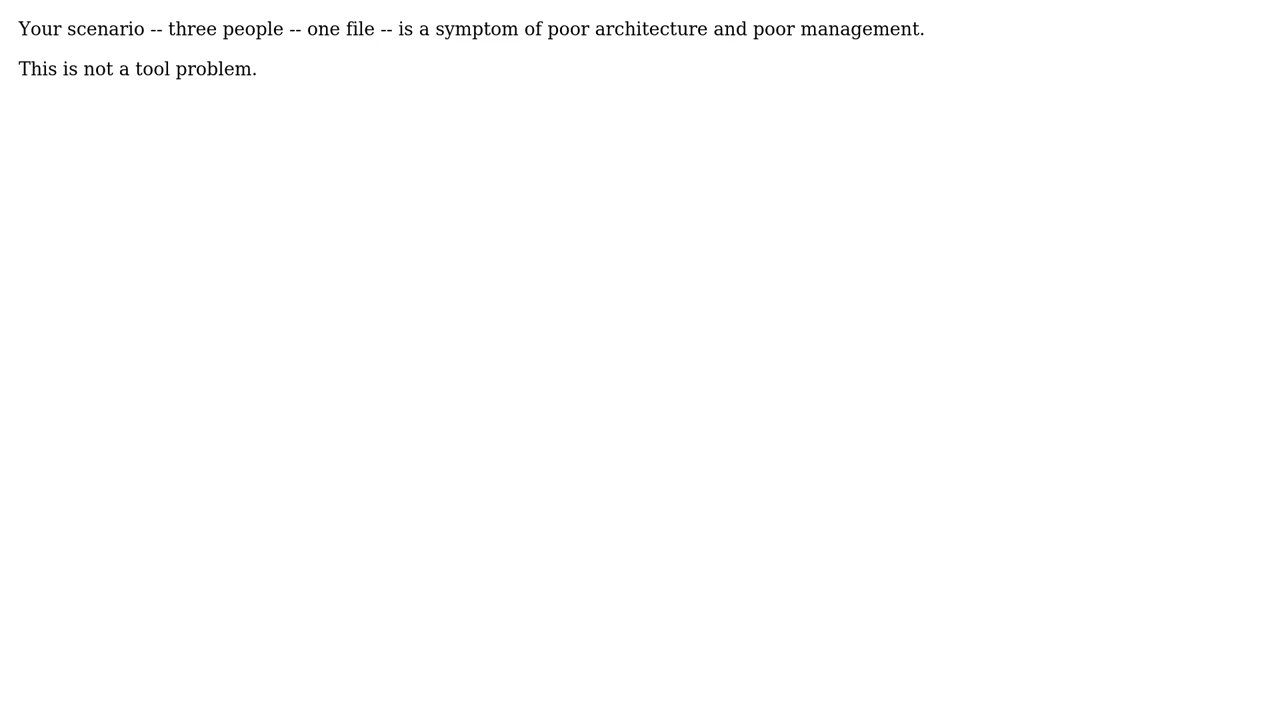 Your scenario -- three people -- one file -- is a symptom of poor architecture and poor management.
This is not a tool problem.